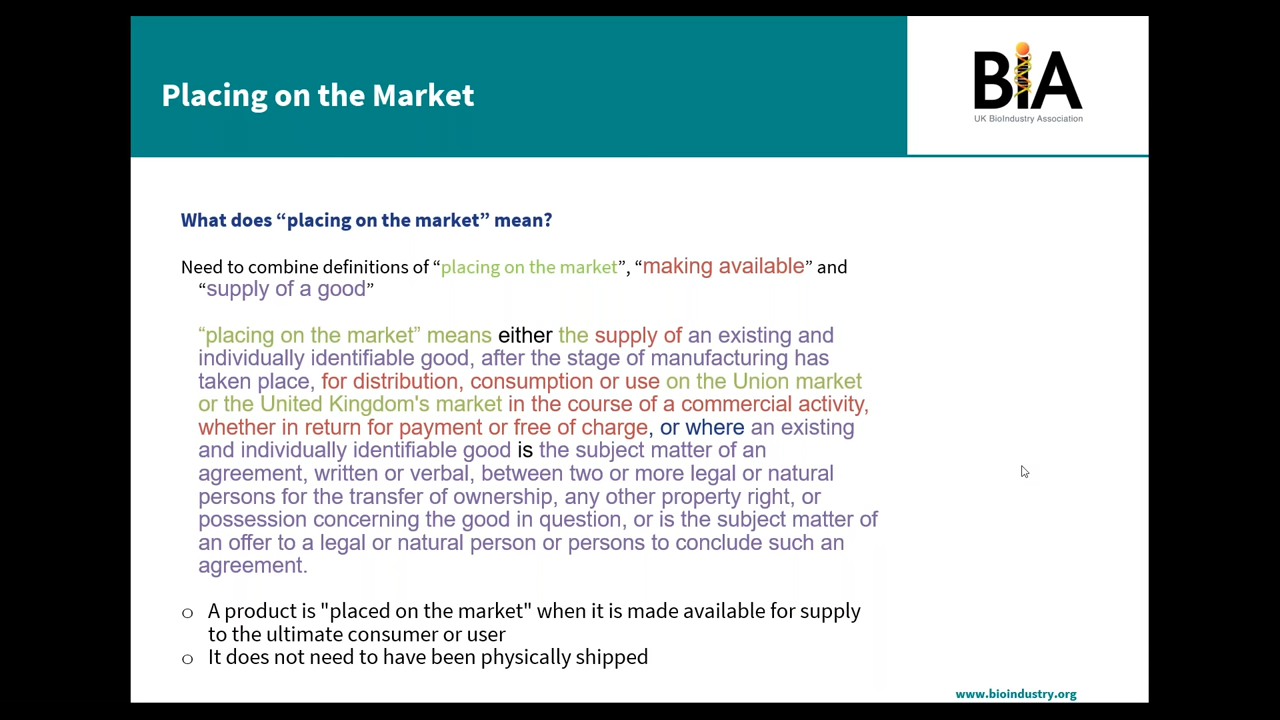 Placing on the Market
BIA
UK BioIndustry Association
What does “placing on the market” mean?
Need to combine definitions of “placing on the market”, “making available” and
“supply of a good”
“placing on the market” means either the supply of an existing and
individually identifiable good, after the stage of manufacturing has
taken place, for distribution, consumption or use on the Union market
or the United Kingdom's market in the course of a commercial activity,
whether in return for payment or free of charge, or where an existing
and individually identifiable good is the subject matter of an
agreement, written or verbal, between two or more legal or natural
persons for the transfer of ownership, any other property right, or
possession concerning the good in question, or is the subject matter of
an offer to a legal or natural person or persons to conclude such an
agreement.
o A product is "placed on the market" when it is made available for supply
to the ultimate consumer or user
o It does not need to have been physically shipped
www.bioindustry.org